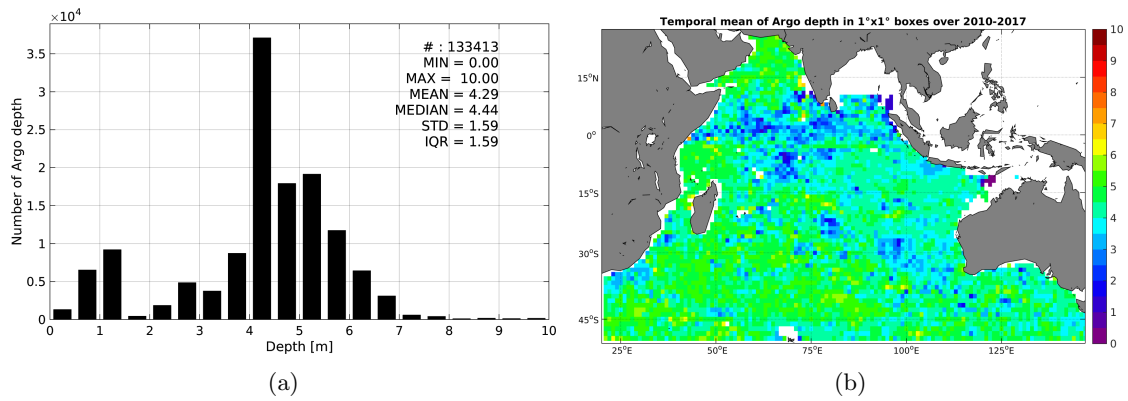 ×10⁴
3.5
3
2.5
2
1.5
1
0.5
0
0 1 2 3 4 5 6 7 8 9 10
Number of Argo depth
Depth [m]
# : 133413
MIN = 0.00
MAX = 10.00
MEAN = 4.29
MEDIAN = 4.44
STD = 1.59
IQR = 1.59
(a)
Temporal mean of Argo depth in 1°x1° boxes over 2010-2017
15°N
0°
15°S
30°S
45°S
25°E 50°E 75°E 100°E 125°E
10
9
8
7
6
5
4
3
2
1
0
(b)